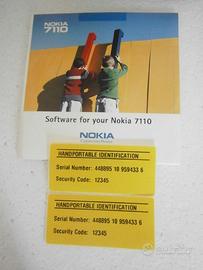 NOKIA
7110
Software for your Nokia 7110
NOKIA
HANDPORTABLE IDENTIFICATION
Serial Number: 448895 10 959433 6
Security Code: 12345
HANDPORTABLE IDENTIFICATION
Serial Number: 448895 10 959433 6
Security Code: 12345